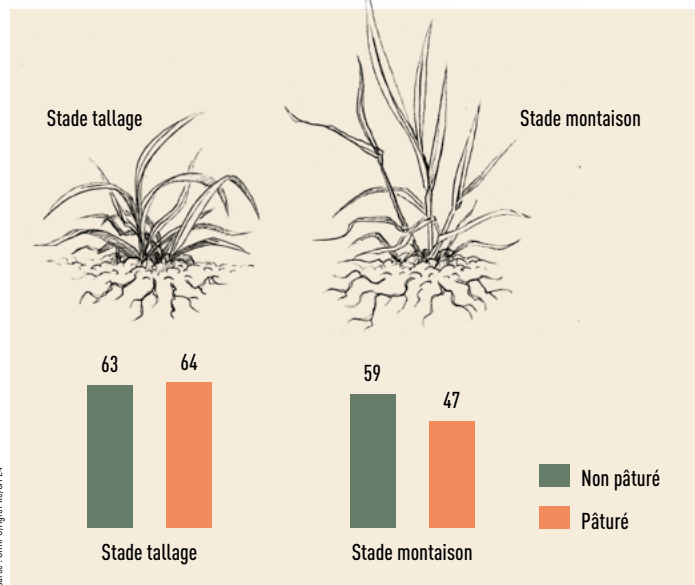 Stade tallage
Stade montaison
63
64
59
47
Non pâturé
Pâturé
Stade tallage
Stade montaison